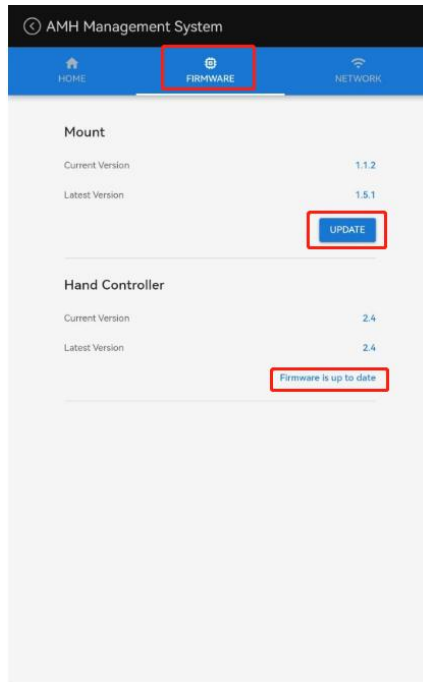 AMH Management System
HOME
FIRMWARE
NETWORK
Mount
Current Version 1.1.2
Latest Version 1.5.1
UPDATE
Hand Controller
Current Version 2.4
Latest Version 2.4
Firmware is up to date